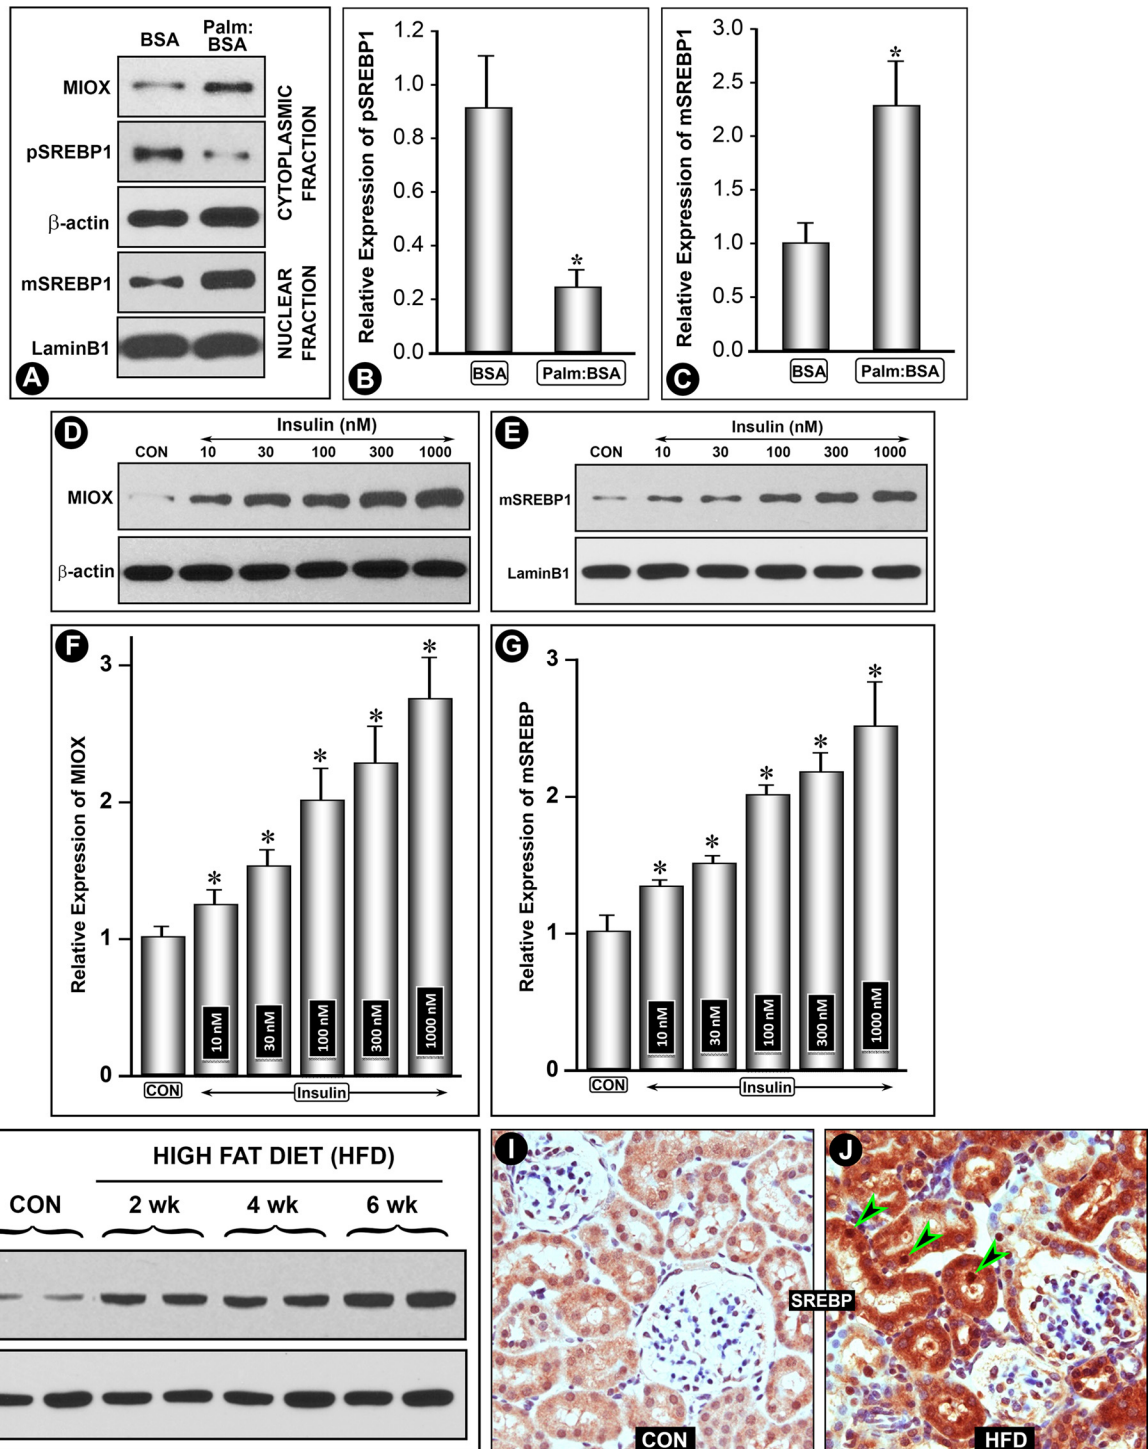 BSA
Palm:
BSA
MIOX
pSREBP1
β-actin
mSREBP1
LaminB1
CYTOPLASMIC
FRACTION
NUCLEAR
FRACTION
A
Relative Expression of pSREBP1
1.2
1.0
0.8
0.6
0.4
0.2
0.0
*
BSA
Palm:BSA
B
Relative Expression of mSREBP1
3.0
2.5
2.0
1.5
1.0
0.5
0.0
*
BSA
Palm:BSA
C
D
Insulin (nM)
CON 10 30 100 300 1000
MIOX
β-actin
E
Insulin (nM)
CON 10 30 100 300 1000
mSREBP1
LaminB1
F
Relative Expression of MIOX
3
2
1
0
* * * * *
10 nM
30 nM
100 nM
300 nM
1000 nM
CON
Insulin
G
Relative Expression of mSREBP
3
2
1
0
* * * * *
10 nM
30 nM
100 nM
300 nM
1000 nM
CON
Insulin
HIGH FAT DIET (HFD)
CON 2 wk 4 wk 6 wk
I
CON
SREBP
J
HFD